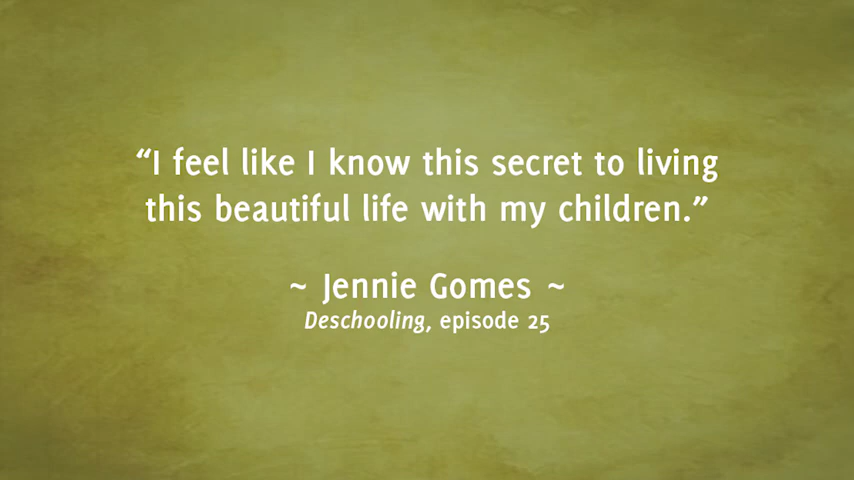 “I feel like I know this secret to living
this beautiful life with my children.”
~ Jennie Gomes ~
Deschooling, episode 25